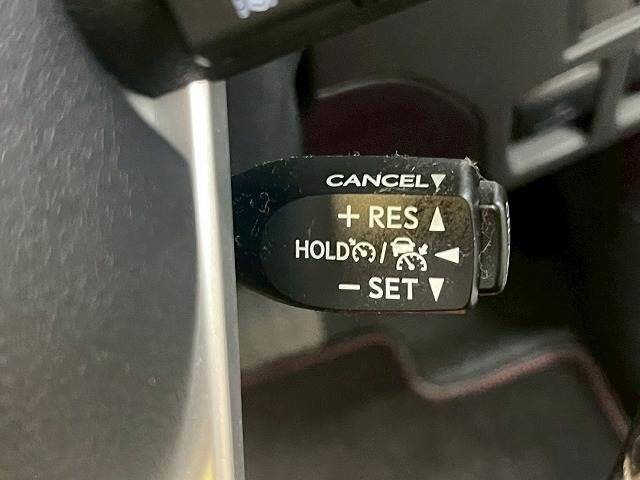 CANCEL▼
+ RES ▲
HOLD / ◀
− SET ▼